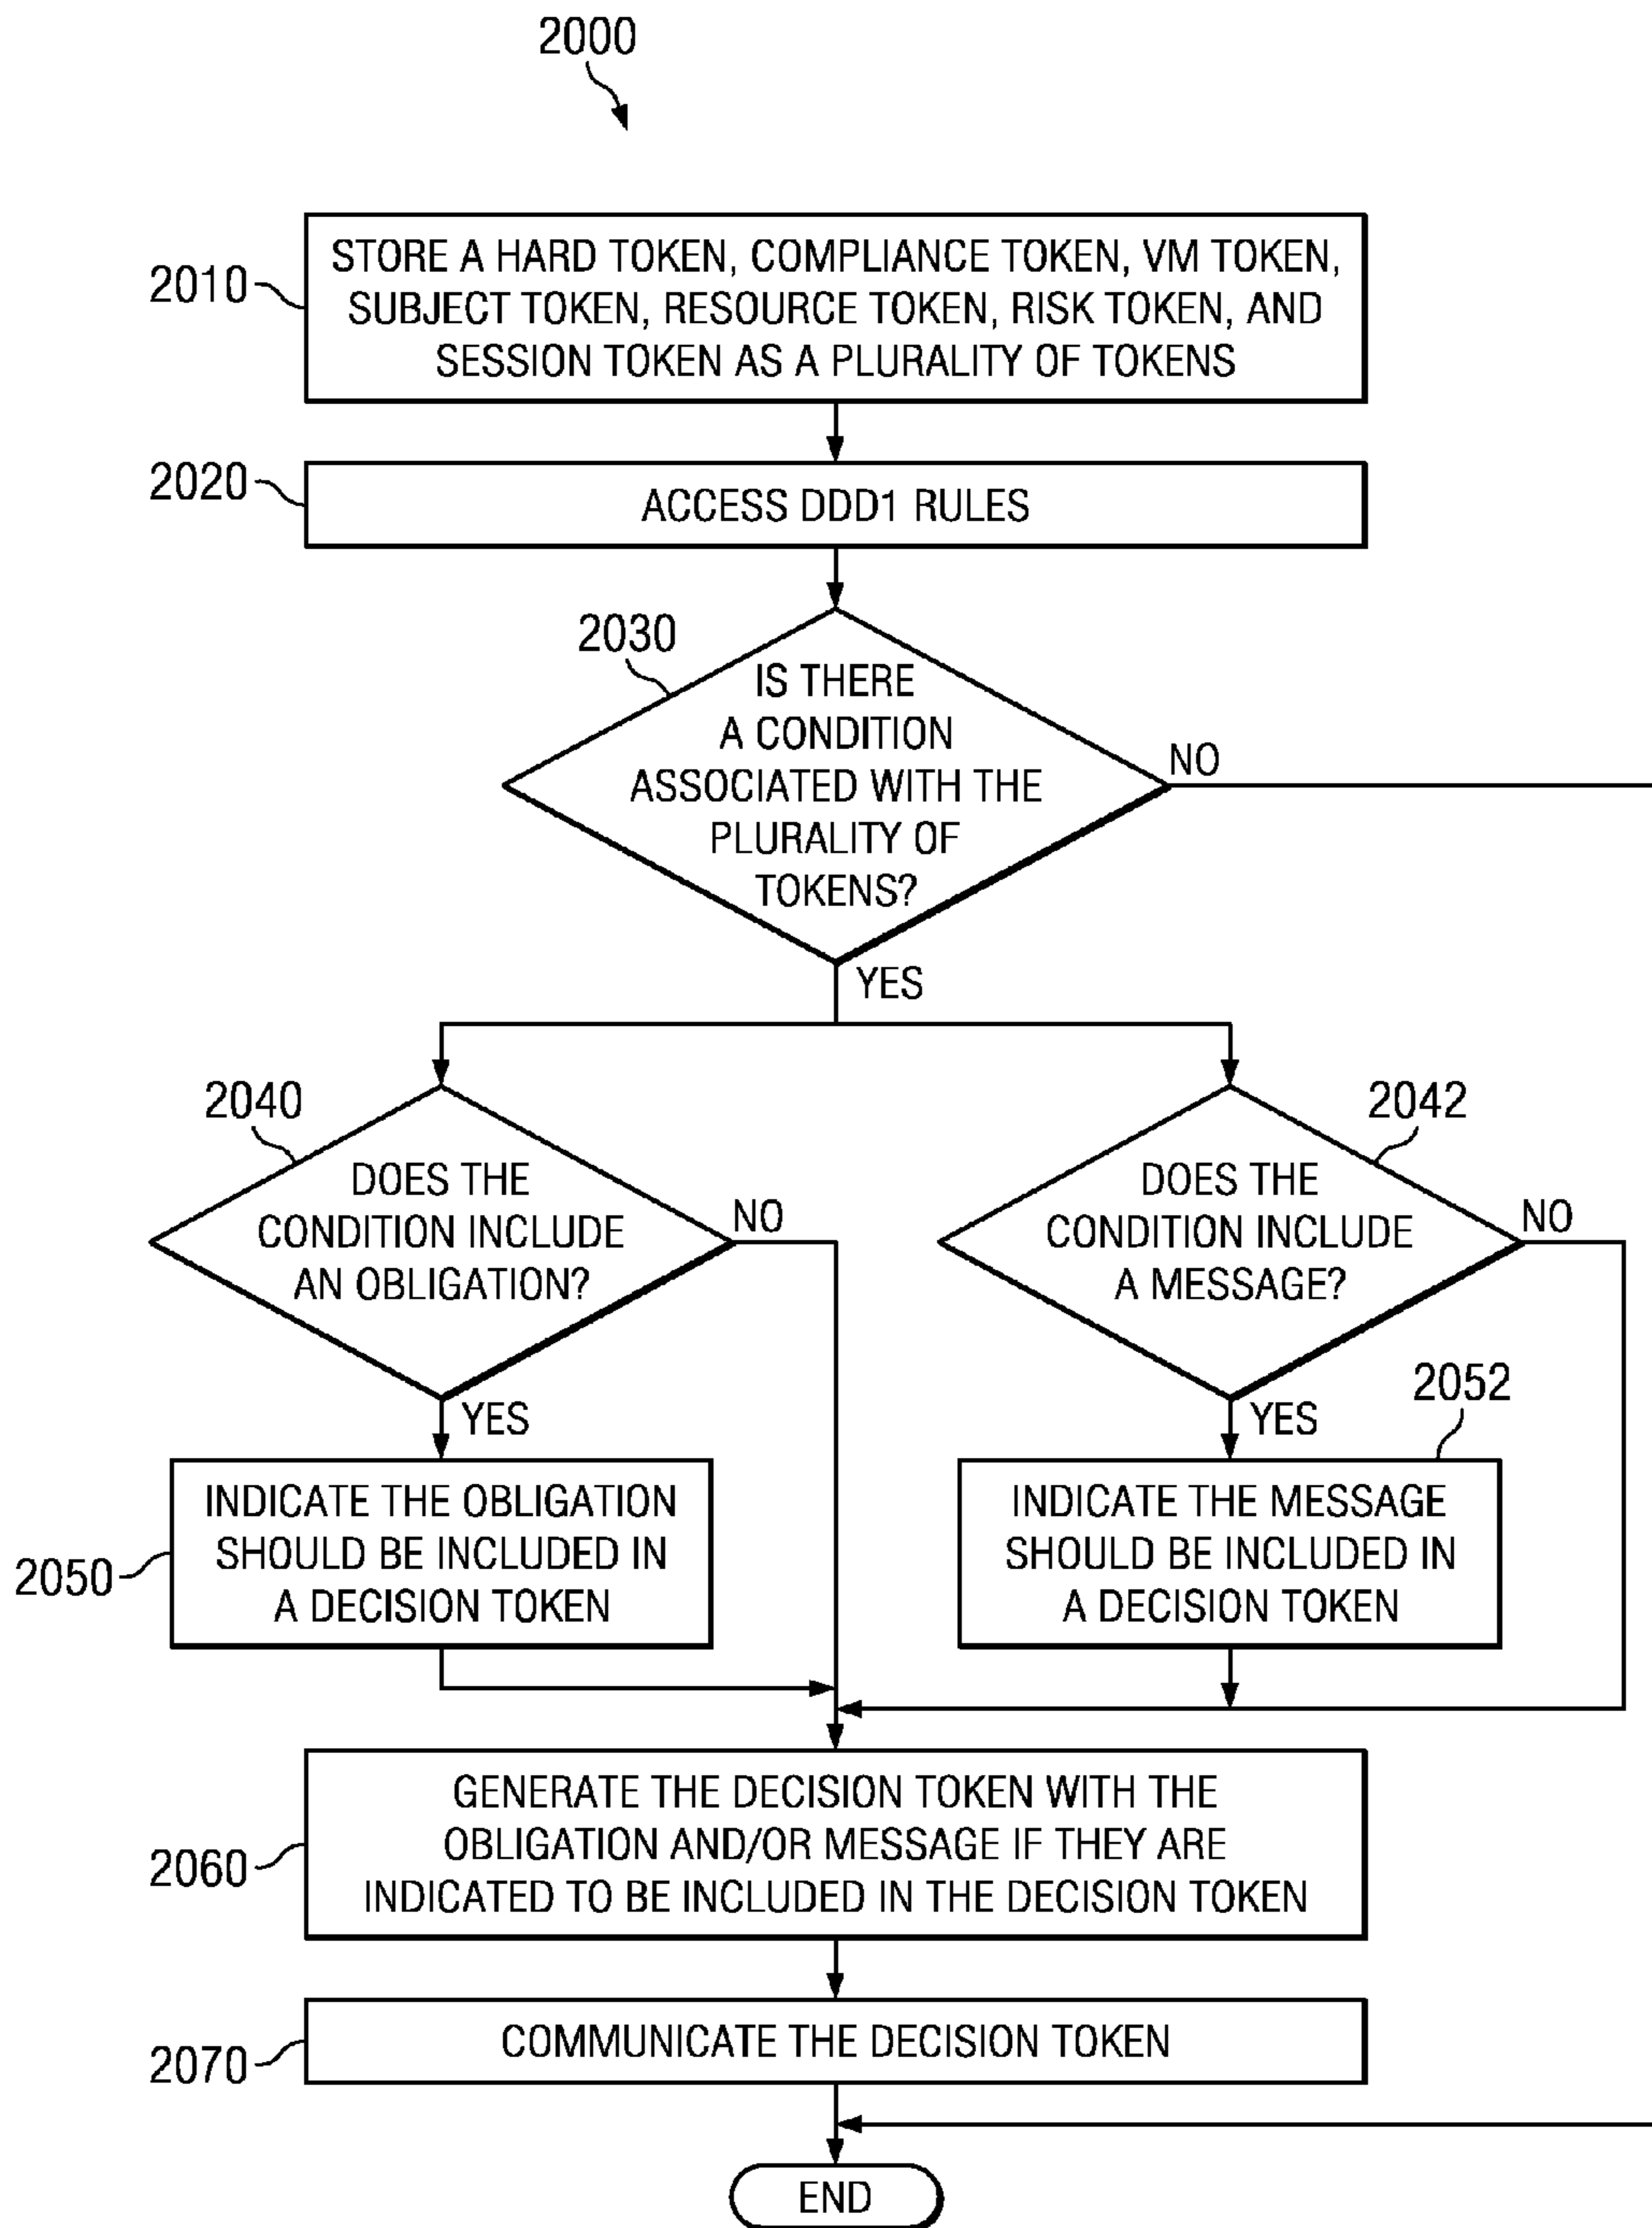 2000
2010
STORE A HARD TOKEN, COMPLIANCE TOKEN, VM TOKEN,
SUBJECT TOKEN, RESOURCE TOKEN, RISK TOKEN, AND
SESSION TOKEN AS A PLURALITY OF TOKENS
2020
ACCESS DDD1 RULES
2030
IS THERE
A CONDITION
ASSOCIATED WITH THE
PLURALITY OF
TOKENS?
NO
YES
2040
DOES THE
CONDITION INCLUDE
AN OBLIGATION?
NO
YES
2042
DOES THE
CONDITION INCLUDE
A MESSAGE?
NO
YES
2050
INDICATE THE OBLIGATION
SHOULD BE INCLUDED IN
A DECISION TOKEN
2052
INDICATE THE MESSAGE
SHOULD BE INCLUDED IN
A DECISION TOKEN
2060
GENERATE THE DECISION TOKEN WITH THE
OBLIGATION AND/OR MESSAGE IF THEY ARE
INDICATED TO BE INCLUDED IN THE DECISION TOKEN
2070
COMMUNICATE THE DECISION TOKEN
END